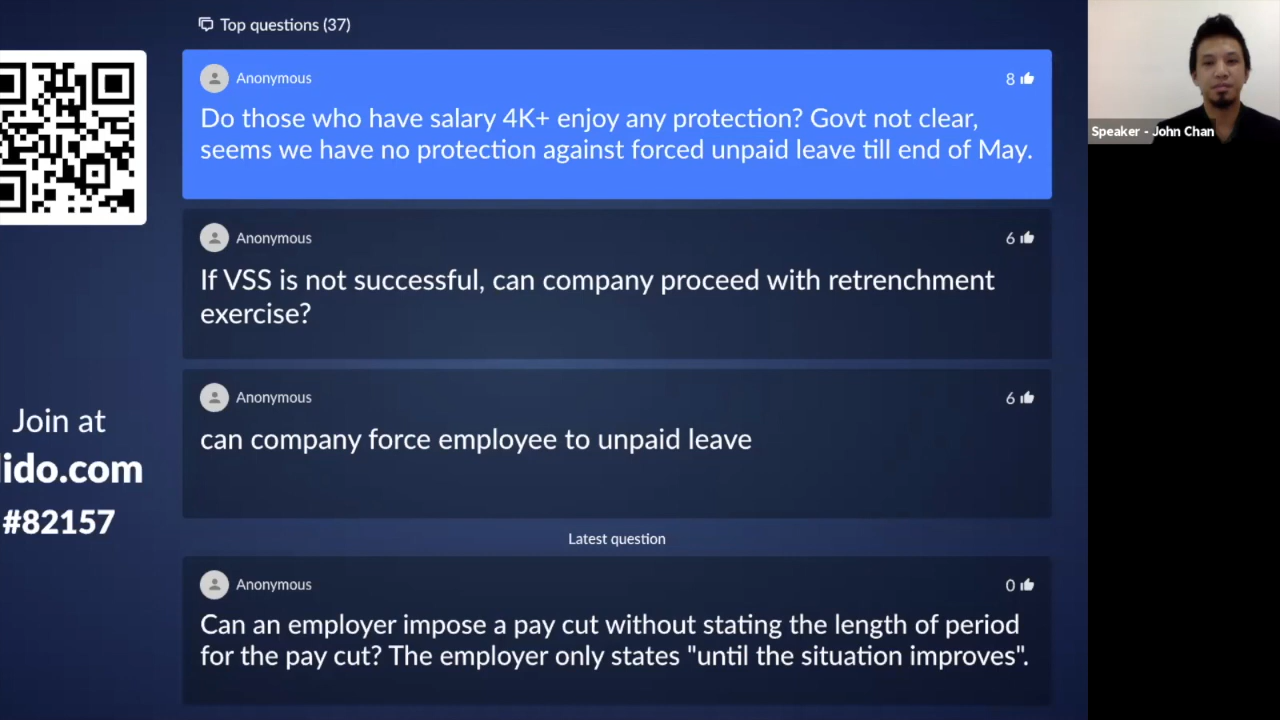 Top questions (37)
Anonymous
8
Do those who have salary 4K+ enjoy any protection? Govt not clear,
seems we have no protection against forced unpaid leave till end of May.
Anonymous
6
If VSS is not successful, can company proceed with retrenchment
exercise?
Anonymous
6
can company force employee to unpaid leave
Latest question
Anonymous
0
Can an employer impose a pay cut without stating the length of period
for the pay cut? The employer only states "until the situation improves".
Join at
lido.com
#82157
Speaker - John Chan